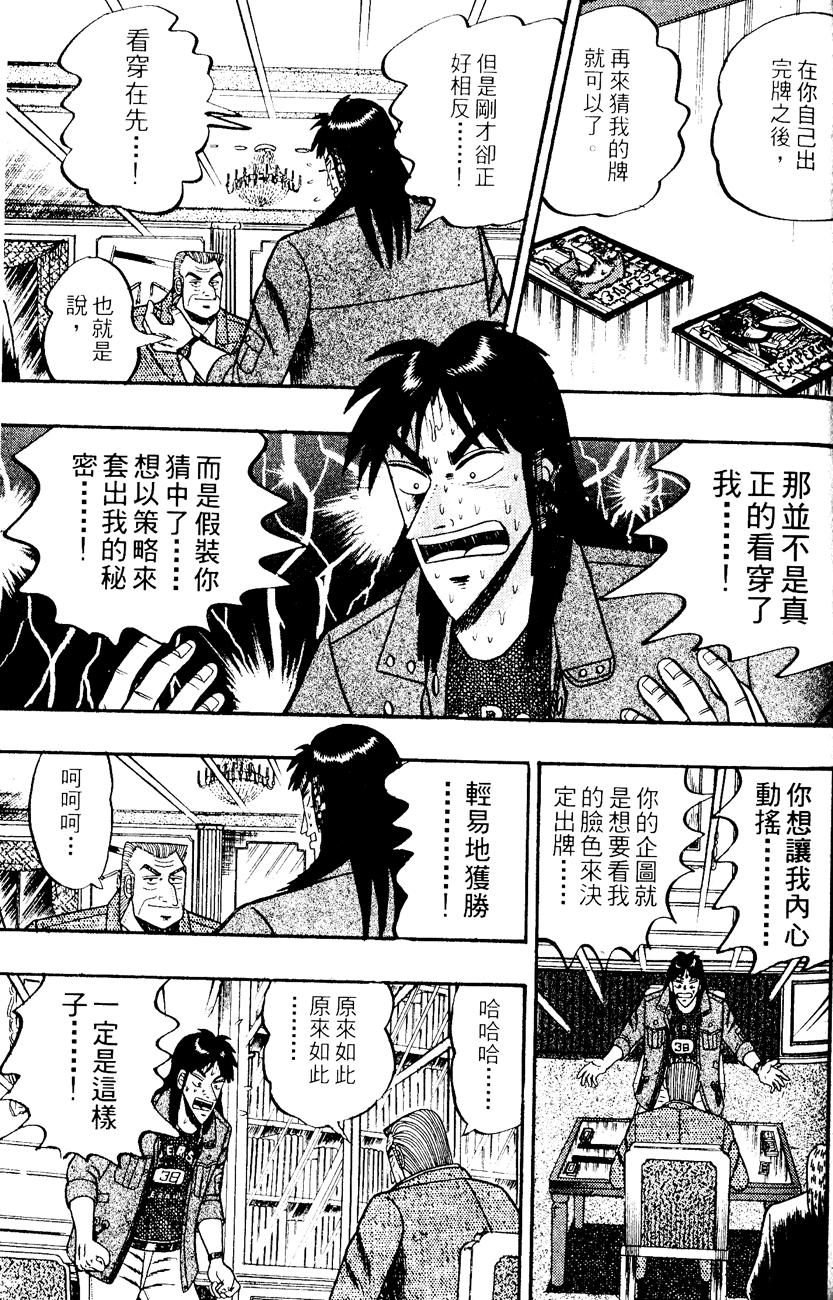 在你自己出
完牌之後，
再來猜我的牌
就可以了。
EMPEROR
但是剛才卻正
好相反⋯！
看穿在先⋯！
也就是
說，
那並不是真
正的看穿了
我⋯⋯！
而是假裝你
猜中了⋯⋯
想以策略來
套出我的秘
密⋯⋯！
你想讓我內心
動搖⋯⋯⋯
你的企圖就
是想要看我
的臉色來決
定出牌⋯⋯
38
輕易地獲勝
⋯⋯⋯！
呵呵呵⋯
哈哈哈⋯⋯
原來如此
原來如此
⋯⋯
一定是這樣
子⋯⋯！
38